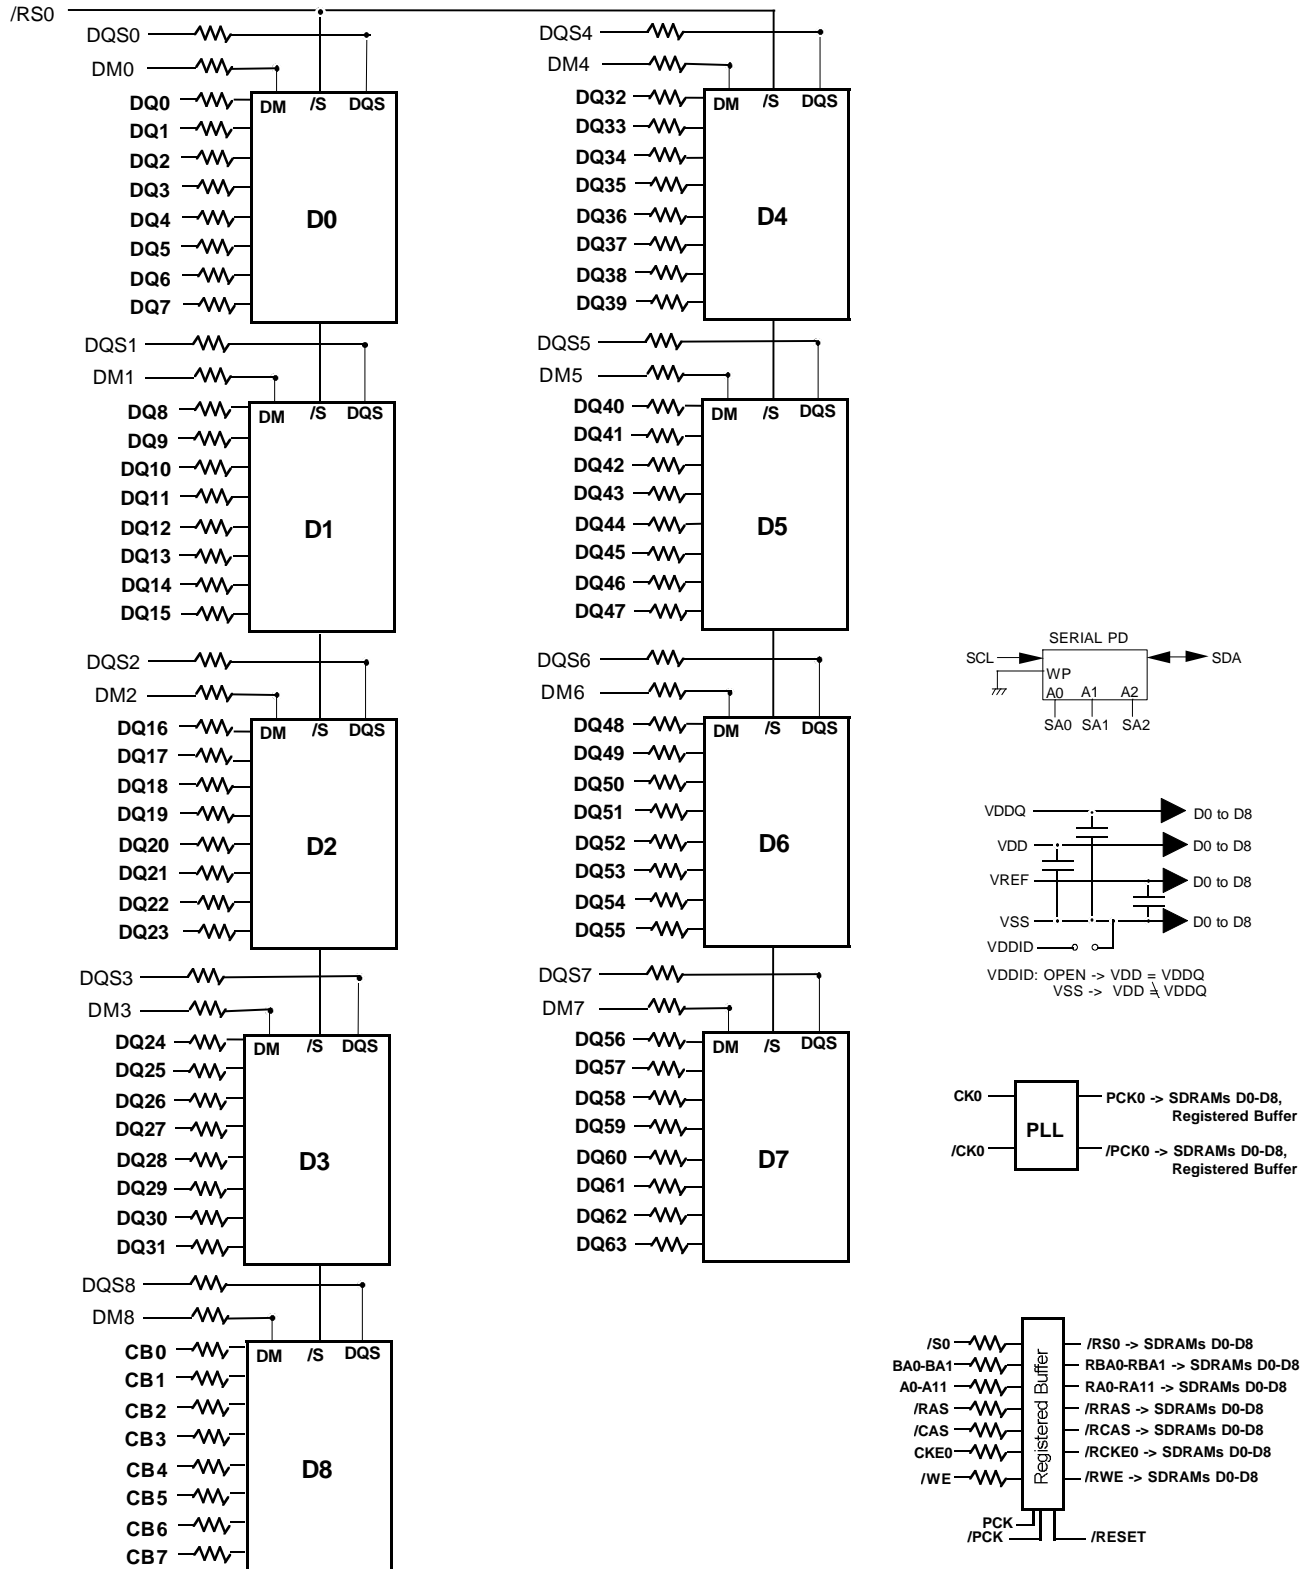 /RS0
DQS0
DM0
DM /S DQS
DQ0
DQ1
DQ2
DQ3
DQ4
DQ5
DQ6
DQ7
D0
DQS1
DM1
DM /S DQS
DQ8
DQ9
DQ10
DQ11
DQ12
DQ13
DQ14
DQ15
D1
DQS2
DM2
DM /S DQS
DQ16
DQ17
DQ18
DQ19
DQ20
DQ21
DQ22
DQ23
D2
DQS3
DM3
DM /S DQS
DQ24
DQ25
DQ26
DQ27
DQ28
DQ29
DQ30
DQ31
D3
DQS8
DM8
DM /S DQS
CB0
CB1
CB2
CB3
CB4
CB5
CB6
CB7
D8
DQS4
DM4
DM /S DQS
DQ32
DQ33
DQ34
DQ35
DQ36
DQ37
DQ38
DQ39
D4
DQS5
DM5
DM /S DQS
DQ40
DQ41
DQ42
DQ43
DQ44
DQ45
DQ46
DQ47
D5
DQS6
DM6
DM /S DQS
DQ48
DQ49
DQ50
DQ51
DQ52
DQ53
DQ54
DQ55
D6
DQS7
DM7
DM /S DQS
DQ56
DQ57
DQ58
DQ59
DQ60
DQ61
DQ62
DQ63
D7
SERIAL PD
SCL
SDA
WP
A0 A1 A2
SA0 SA1 SA2
VDDQ D0 to D8
VDD D0 to D8
VREF D0 to D8
VSS D0 to D8
VDDID
VDDID: OPEN -> VDD = VDDQ
VSS -> VDD ≠ VDDQ
CK0
/CK0
PLL
PCK0 -> SDRAMs D0-D8,
Registered Buffer
/PCK0 -> SDRAMs D0-D8,
Registered Buffer
/S0
BA0-BA1
A0-A11
/RAS
/CAS
CKE0
/WE
Registered Buffer
/RS0 -> SDRAMs D0-D8
RBA0-RBA1 -> SDRAMs D0-D8
RA0-RA11 -> SDRAMs D0-D8
/RRAS -> SDRAMs D0-D8
/RCAS -> SDRAMs D0-D8
/RCKE0 -> SDRAMs D0-D8
/RWE -> SDRAMs D0-D8
PCK
/PCK
/RESET